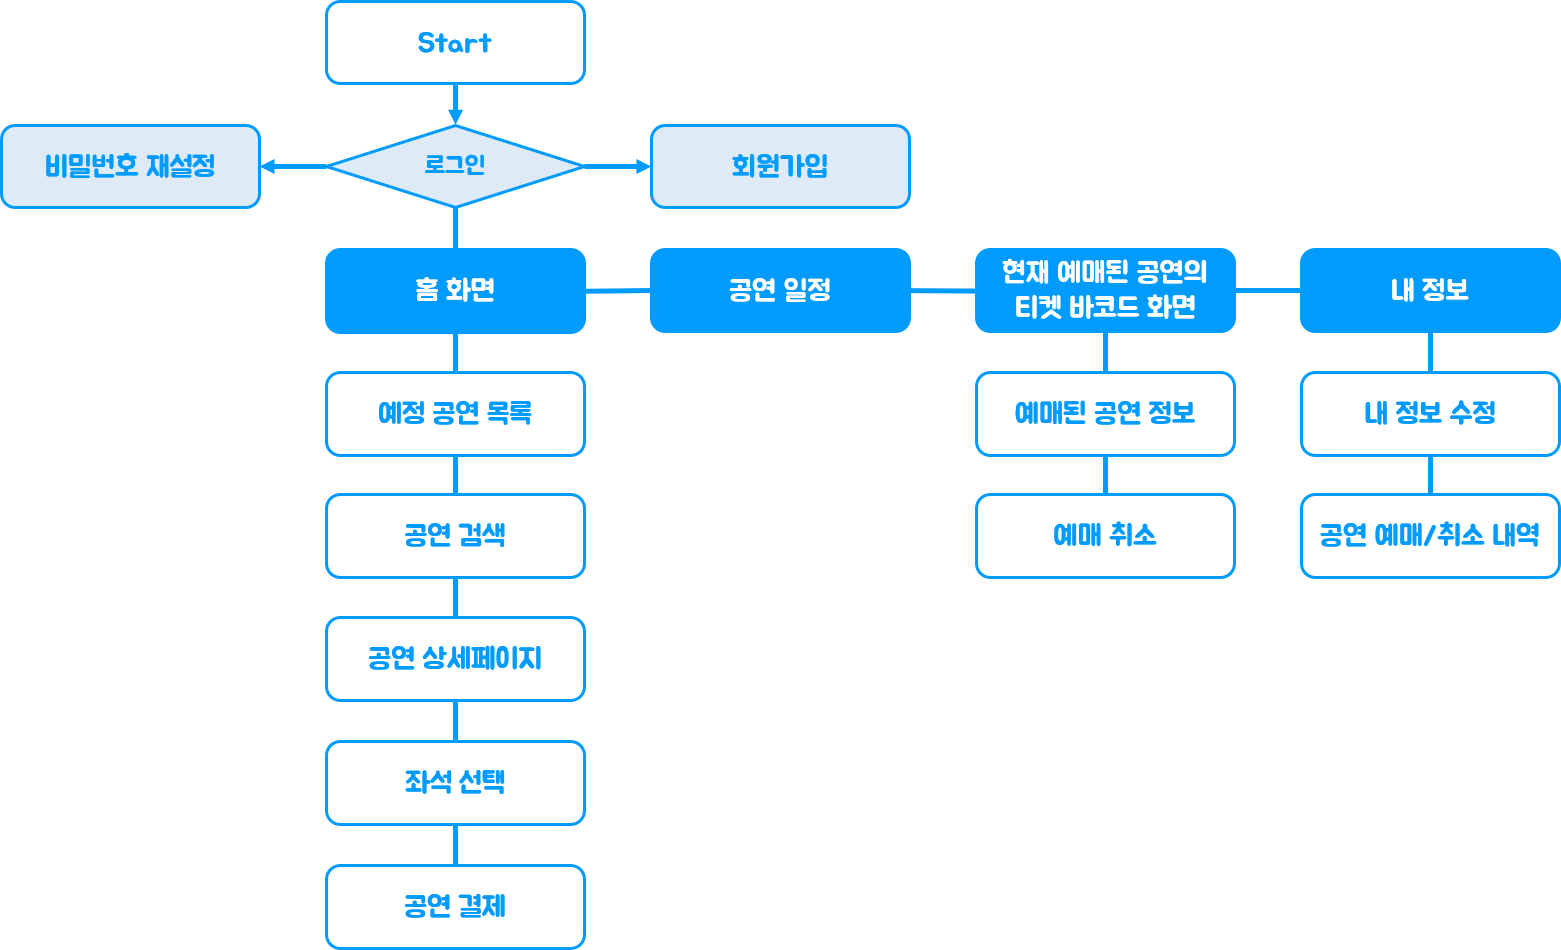 Start
비밀번호 재설정
로그인
회원가입
홈 화면
공연 일정
현재 예매된 공연의
티켓 바코드 화면
내 정보
예정 공연 목록
예매된 공연 정보
내 정보 수정
공연 검색
예매 취소
공연 예매/취소 내역
공연 상세페이지
좌석 선택
공연 결제